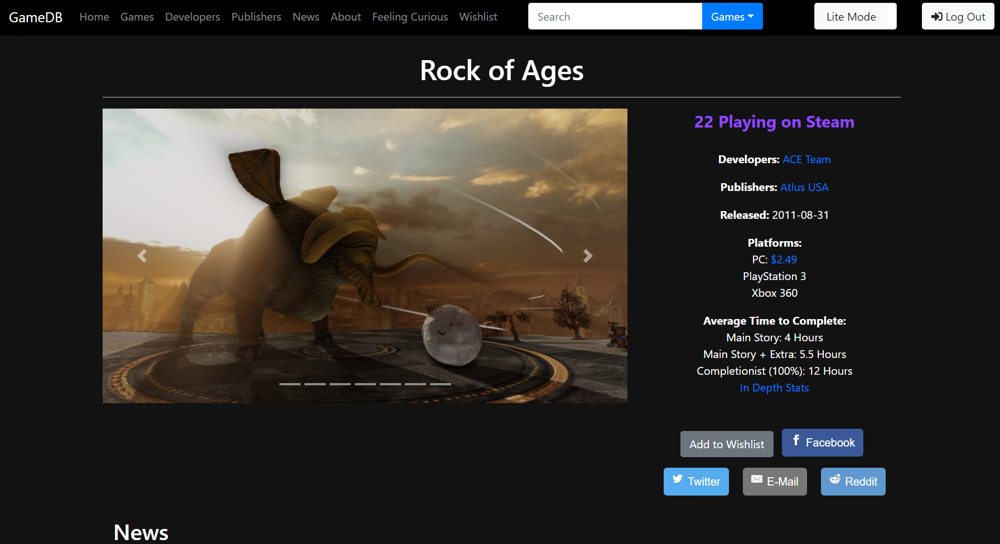 GameDB Home Games Developers Publishers News About Feeling Curious Wishlist Search Games Lite Mode Log Out
Rock of Ages
22 Playing on Steam
Developers: ACE Team
Publishers: Atlus USA
Released: 2011-08-31
Platforms:
PC: $2.49
PlayStation 3
Xbox 360
Average Time to Complete:
Main Story: 4 Hours
Main Story + Extra: 5.5 Hours
Completionist (100%): 12 Hours
In Depth Stats
Add to Wishlist Facebook
Twitter E-Mail Reddit
News